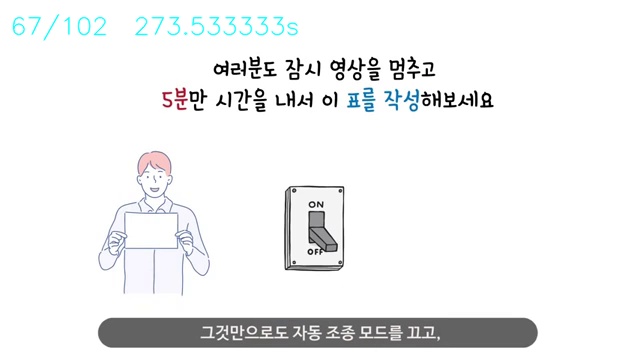 67/102 273.533333s
여러분도 잠시 영상을 멈추고
5분만 시간을 내서 이 표를 작성해보세요
ON
OFF
그것만으로도 자동 조종 모드를 끄고,